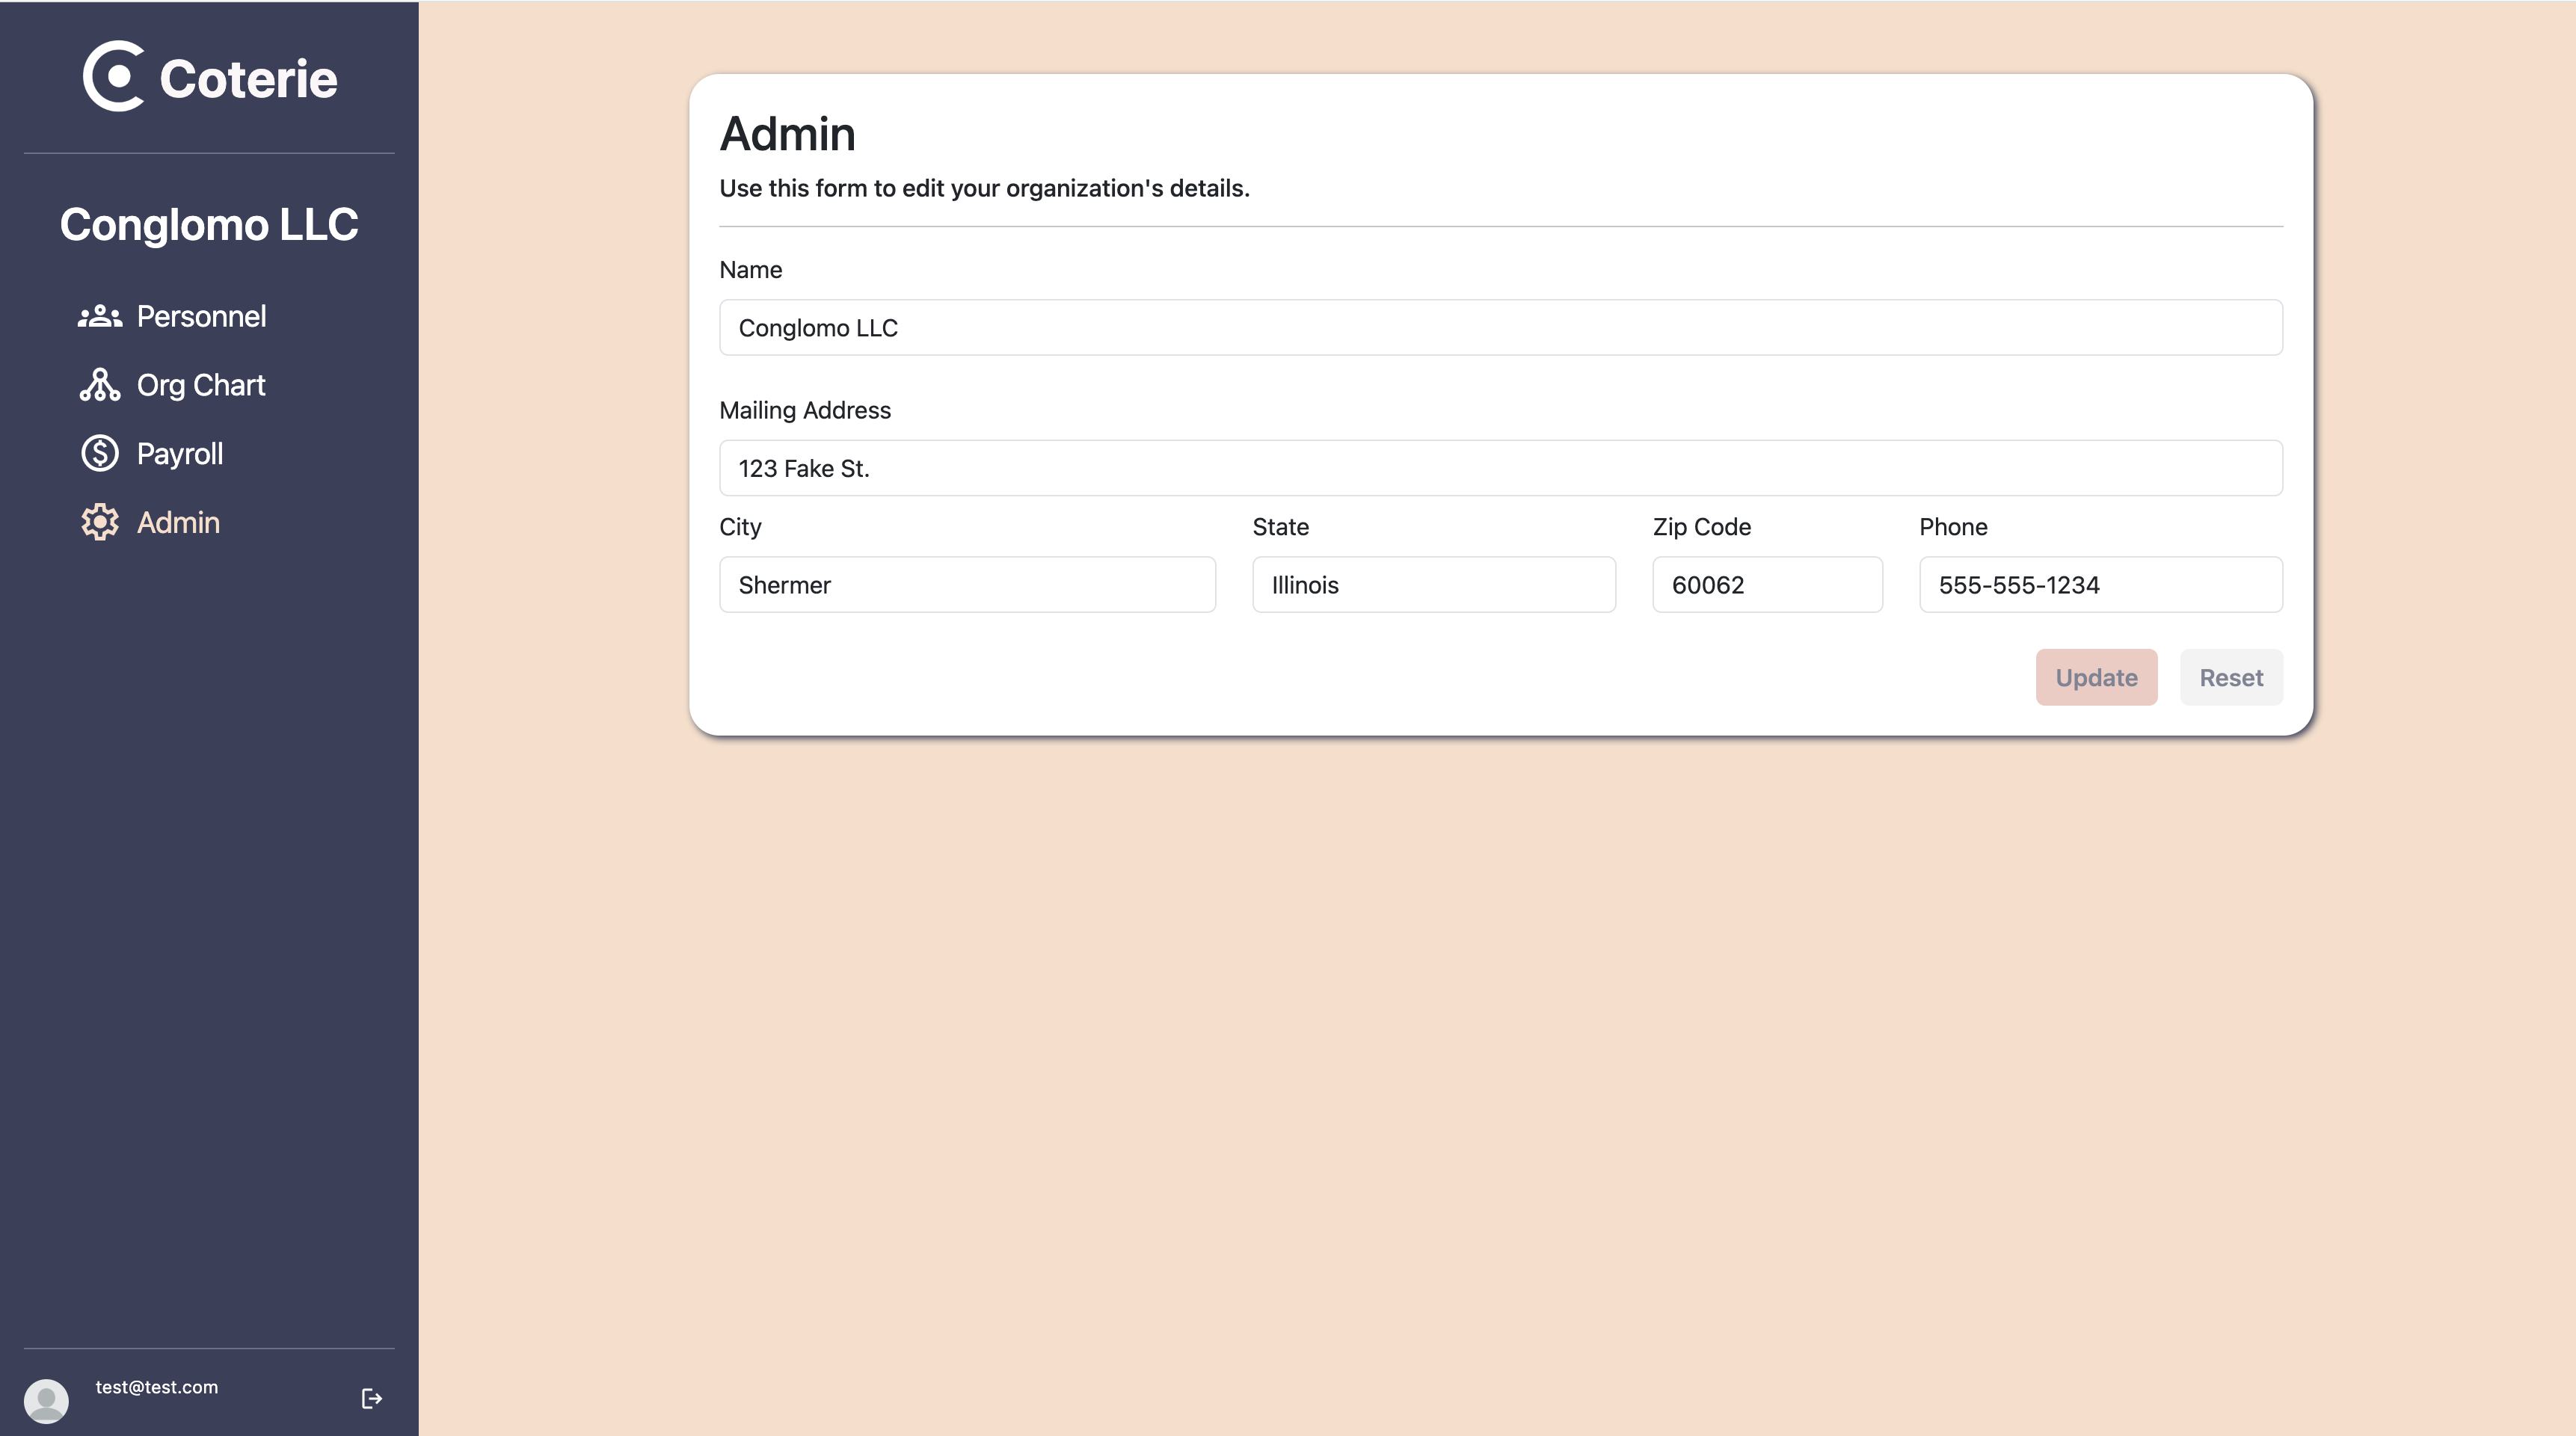 Coterie
Conglomo LLC
Personnel
Org Chart
Payroll
Admin
test@test.com
Admin
Use this form to edit your organization's details.
Name
Conglomo LLC
Mailing Address
123 Fake St.
City State Zip Code Phone
Shermer Illinois 60062 555-555-1234
Update Reset